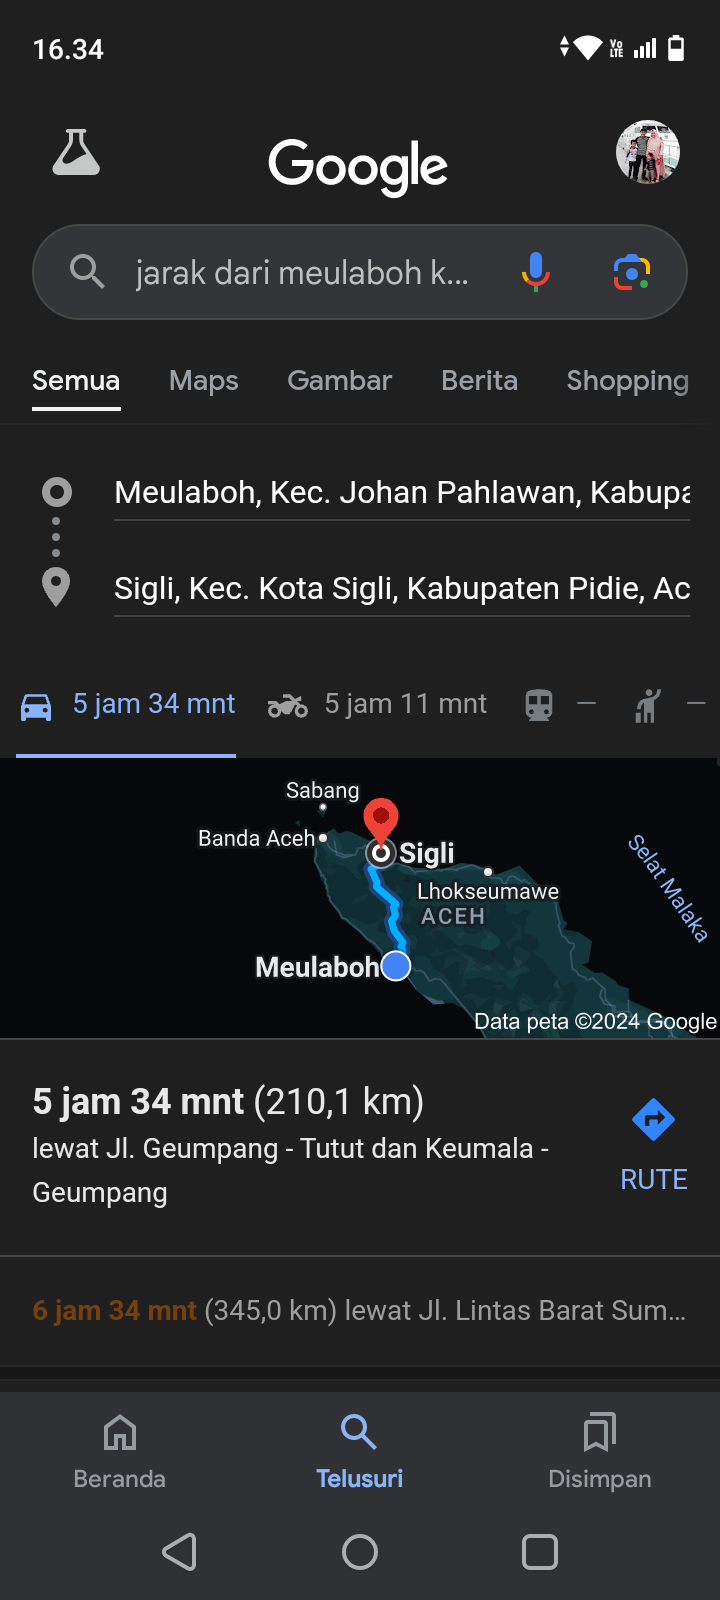 16.34
Vo
LTE
Google
jarak dari meulaboh k...
Semua Maps Gambar Berita Shopping
Meulaboh, Kec. Johan Pahlawan, Kabupa
Sigli, Kec. Kota Sigli, Kabupaten Pidie, Ac
5 jam 34 mnt 5 jam 11 mnt — —
Sabang
Banda Aceh
Sigli
Selat Malaka
Lhokseumawe
ACEH
Meulaboh
Data peta ©2024 Google
5 jam 34 mnt (210,1 km)
lewat Jl. Geumpang - Tutut dan Keumala -
Geumpang
RUTE
6 jam 34 mnt (345,0 km) lewat Jl. Lintas Barat Sum...
Beranda Telusuri Disimpan